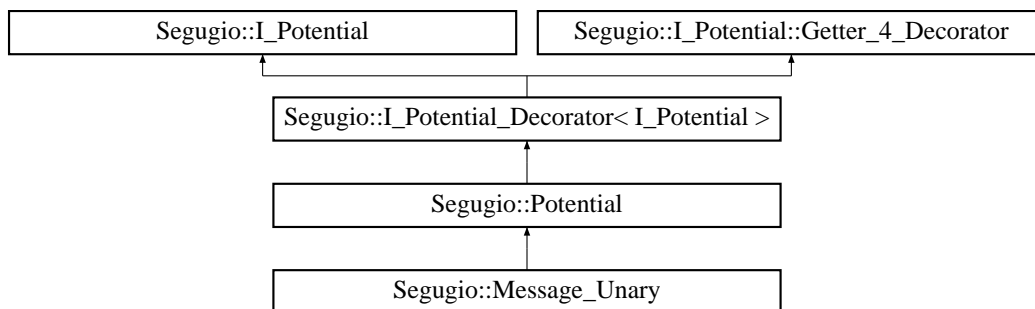 Segugio::I_Potential
Segugio::I_Potential::Getter_4_Decorator
Segugio::I_Potential_Decorator< I_Potential >
Segugio::Potential
Segugio::Message_Unary